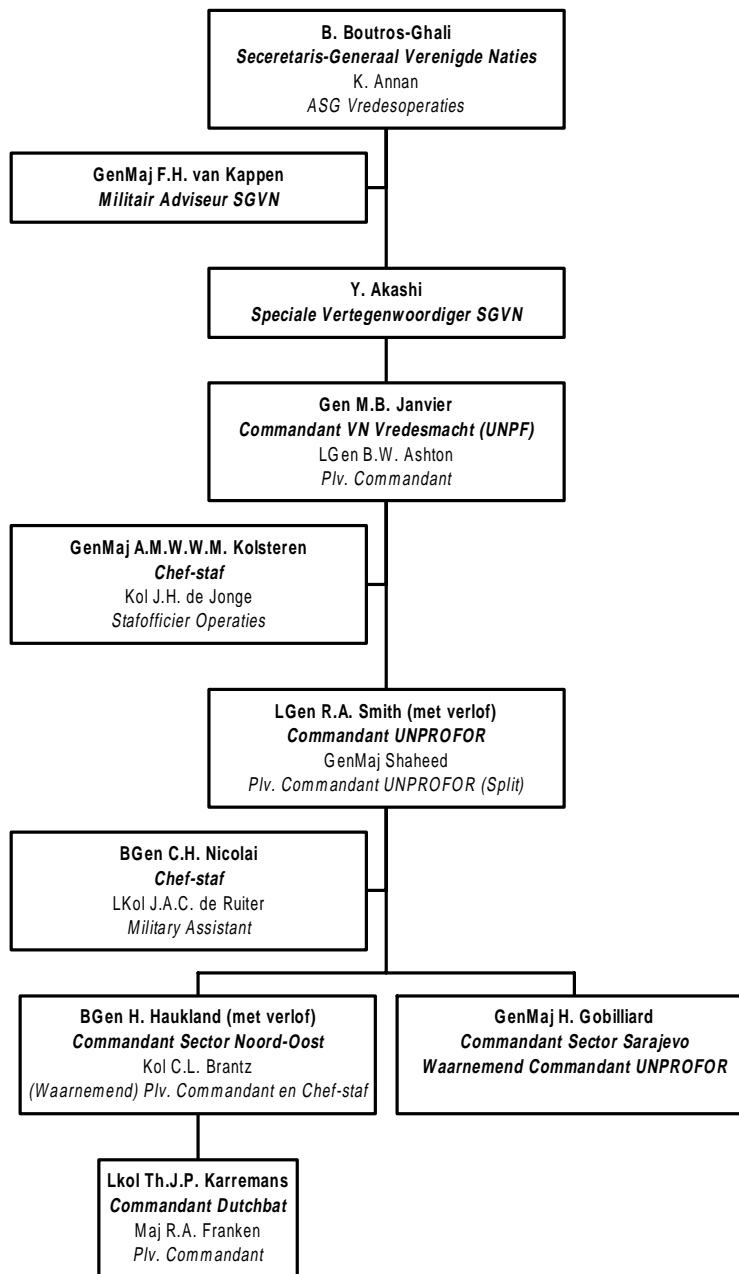 B. Boutros-Ghali
Seceretaris-Generaal Verenigde Naties
K. Annan
ASG Vredesoperaties
GenMaj F.H. van Kappen
Militair Adviseur SGVN
Y. Akashi
Speciale Vertegenwoordiger SGVN
Gen M.B. Janvier
Commandant VN Vredesmacht (UNPF)
LGen B.W. Ashton
Plv. Commandant
GenMaj A.M.W.W.M. Kolsteren
Chef-staf
Kol J.H. de Jonge
Stafofficier Operaties
LGen R.A. Smith (met verlof)
Commandant UNPROFOR
GenMaj Shaheed
Plv. Commandant UNPROFOR (Split)
BGen C.H. Nicolai
Chef-staf
LKol J.A.C. de Ruiter
Military Assistant
BGen H. Haukland (met verlof)
Commandant Sector Noord-Oost
Kol C.L. Brantz
(Waarnemend) Plv. Commandant en Chef-staf
GenMaj H. Gobilliard
Commandant Sector Sarajevo
Waarnemend Commandant UNPROFOR
Lkol Th.J.P. Karremans
Commandant Dutchbat
Maj R.A. Franken
Plv. Commandant